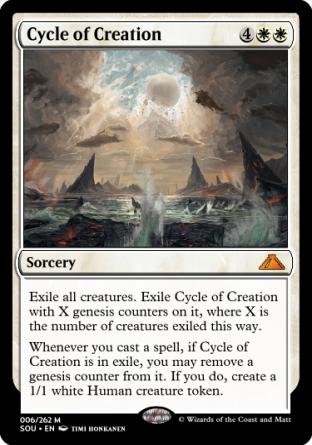 Cycle of Creation 4
Sorcery
Exile all creatures. Exile Cycle of Creation
with X genesis counters on it, where X is
the number of creatures exiled this way.
Whenever you cast a spell, if Cycle of
Creation is in exile, you may remove a
genesis counter from it. If you do, create a
1/1 white Human creature token.
006/262 M
SOU • EN TIMI HONKANEN
© Wizards of the Coast and Matt